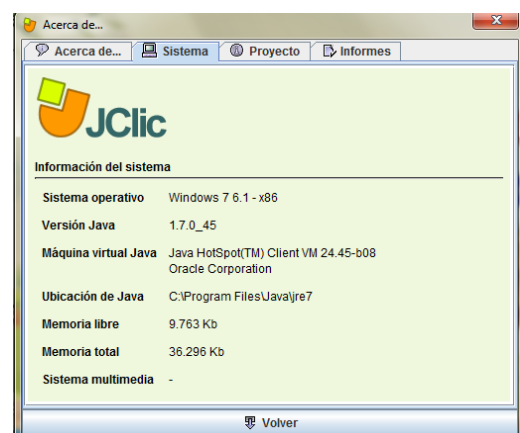 Acerca de...
Acerca de... Sistema Proyecto Informes
JClic
Información del sistema
Sistema operativo Windows 7 6.1 - x86
Versión Java 1.7.0_45
Máquina virtual Java Java HotSpot(TM) Client VM 24.45-b08
Oracle Corporation
Ubicación de Java C:\Program Files\Java\jre7
Memoria libre 9.763 Kb
Memoria total 36.296 Kb
Sistema multimedia -
Volver